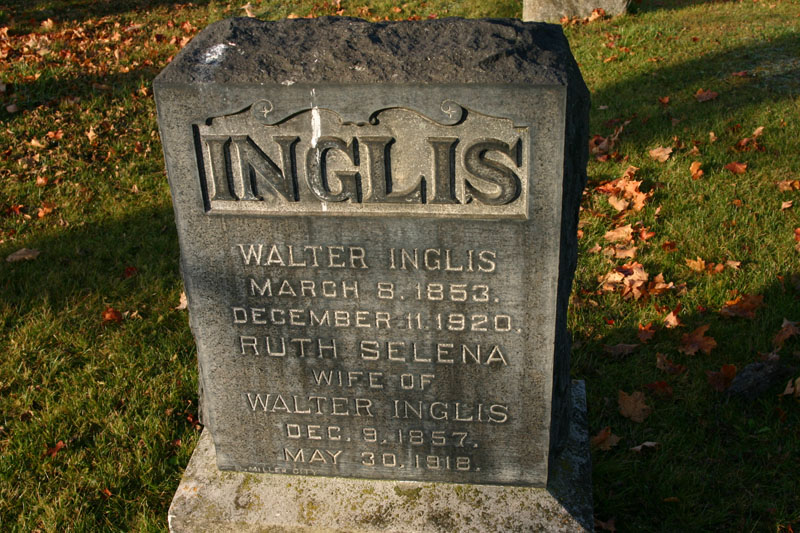 INGLIS
WALTER INGLIS
MARCH 8. 1853.
DECEMBER 11. 1920.
RUTH SELENA
WIFE OF
WALTER INGLIS
DEC. 9. 1857.
MAY 30. 1918.
MILLER